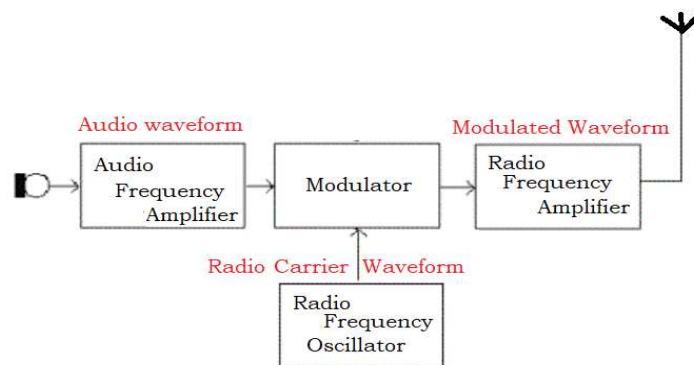 Audio waveform
Modulated Waveform
Audio
Frequency
Amplifier
Modulator
Radio
Frequency
Amplifier
Radio Carrier Waveform
Radio
Frequency
Oscillator